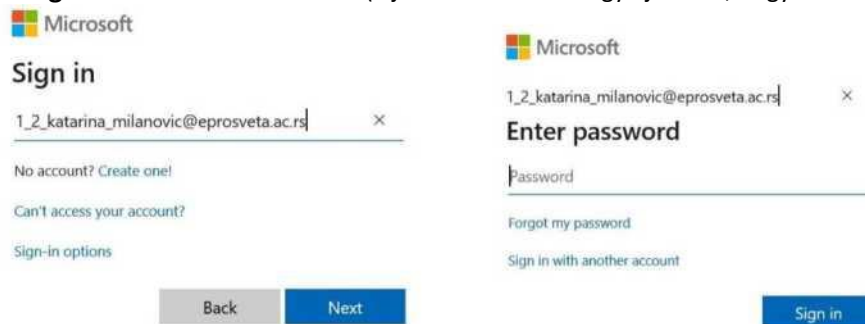 Microsoft
Sign in
1_2_katarina_milanovic@eprosveta.ac.rs
No account? Create one!
Can't access your account?
Sign-in options
Back
Next
Microsoft
1_2_katarina_milanovic@eprosveta.ac.rs
Enter password
Password
Forgot my password
Sign in with another account
Sign in